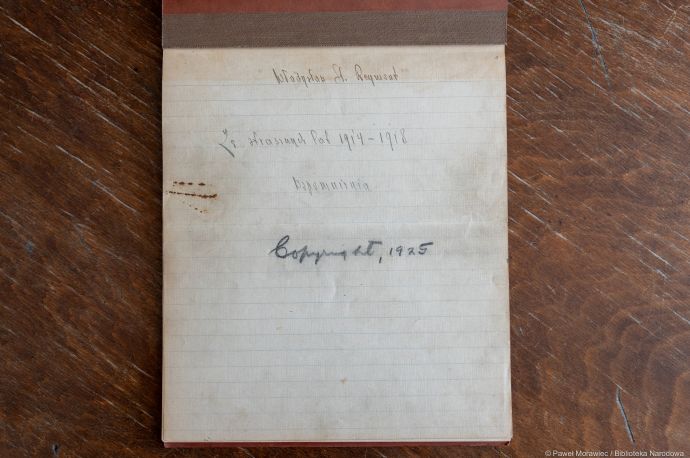 Władysław St. Reymont
Ze strasznych lat 1914-1918
Wspomnienia
Copyright, 1925
© Paweł Morawiec / Biblioteka Narodowa